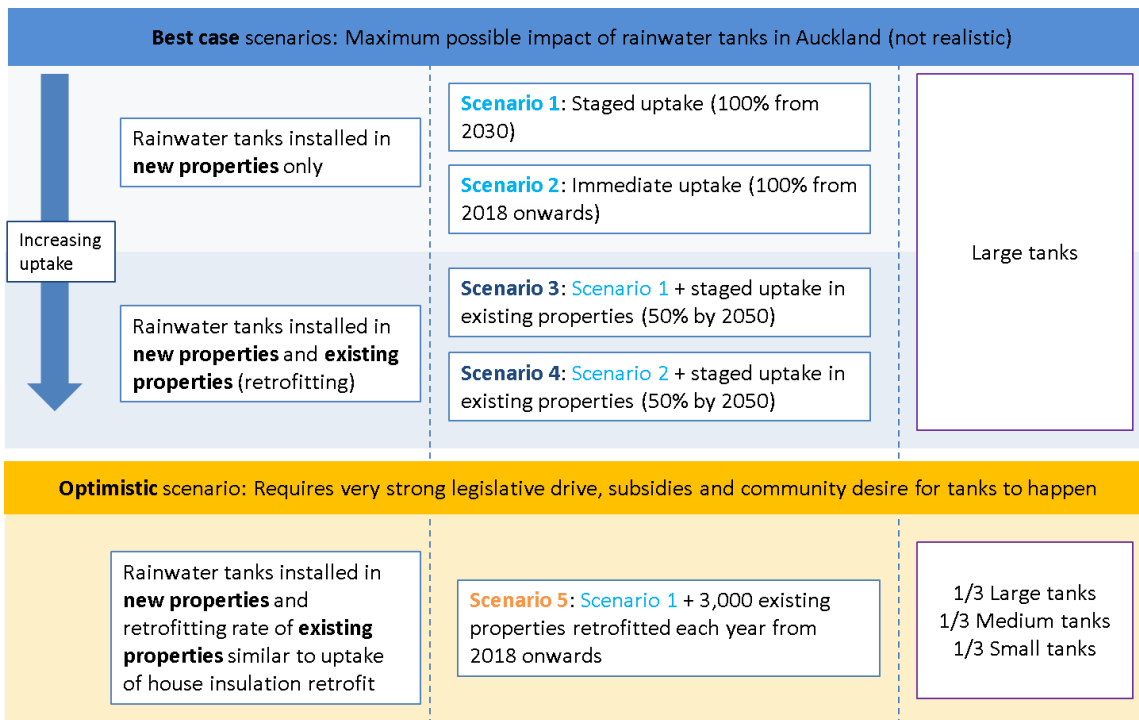 Best case scenarios: Maximum possible impact of rainwater tanks in Auckland (not realistic)
Increasing
uptake
Rainwater tanks installed in
new properties only
Scenario 1: Staged uptake (100% from
2030)
Scenario 2: Immediate uptake (100% from
2018 onwards)
Rainwater tanks installed in
new properties and existing
properties (retrofitting)
Scenario 3: Scenario 1 + staged uptake in
existing properties (50% by 2050)
Scenario 4: Scenario 2 + staged uptake in
existing properties (50% by 2050)
Large tanks
Optimistic scenario: Requires very strong legislative drive, subsidies and community desire for tanks to happen
Rainwater tanks installed in
new properties and
retrofitting rate of existing
properties similar to uptake
of house insulation retrofit
Scenario 5: Scenario 1 + 3,000 existing
properties retrofitted each year from
2018 onwards
1/3 Large tanks
1/3 Medium tanks
1/3 Small tanks